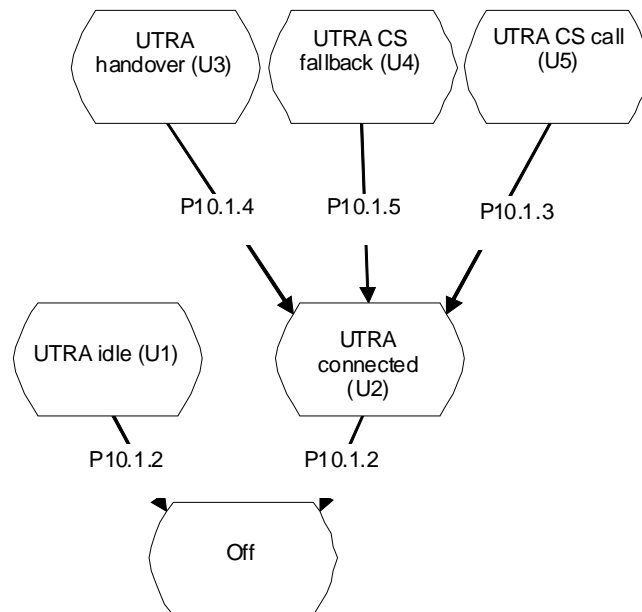 UTRA
handover (U3)
UTRA CS
fallback (U4)
UTRA CS call
(U5)
P10.1.4
P10.1.5
P10.1.3
UTRA idle (U1)
UTRA
connected
(U2)
P10.1.2
P10.1.2
Off